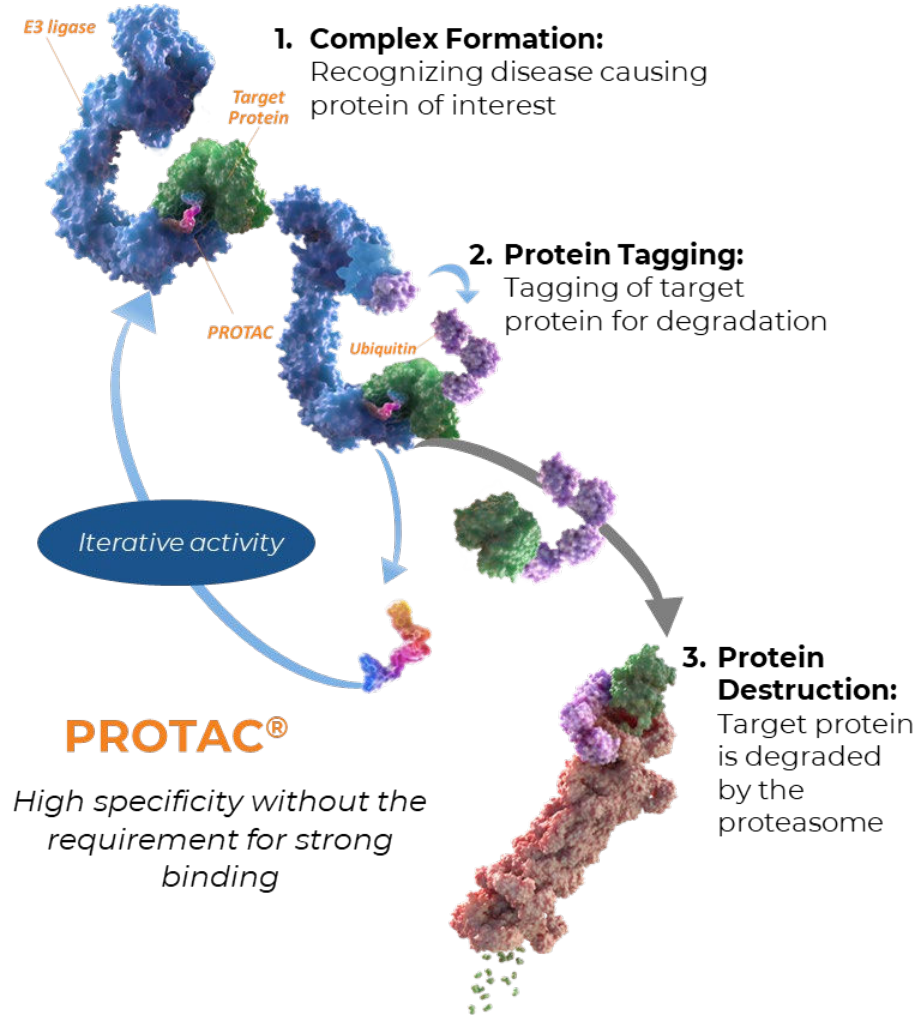 E3 ligase
1. Complex Formation:
Recognizing disease causing
protein of interest
Target
Protein
PROTAC
2. Protein Tagging:
Tagging of target
protein for degradation
Ubiquitin
Iterative activity
3. Protein
Destruction:
Target protein
is degraded
by the
proteasome
PROTAC®
High specificity without the
requirement for strong
binding